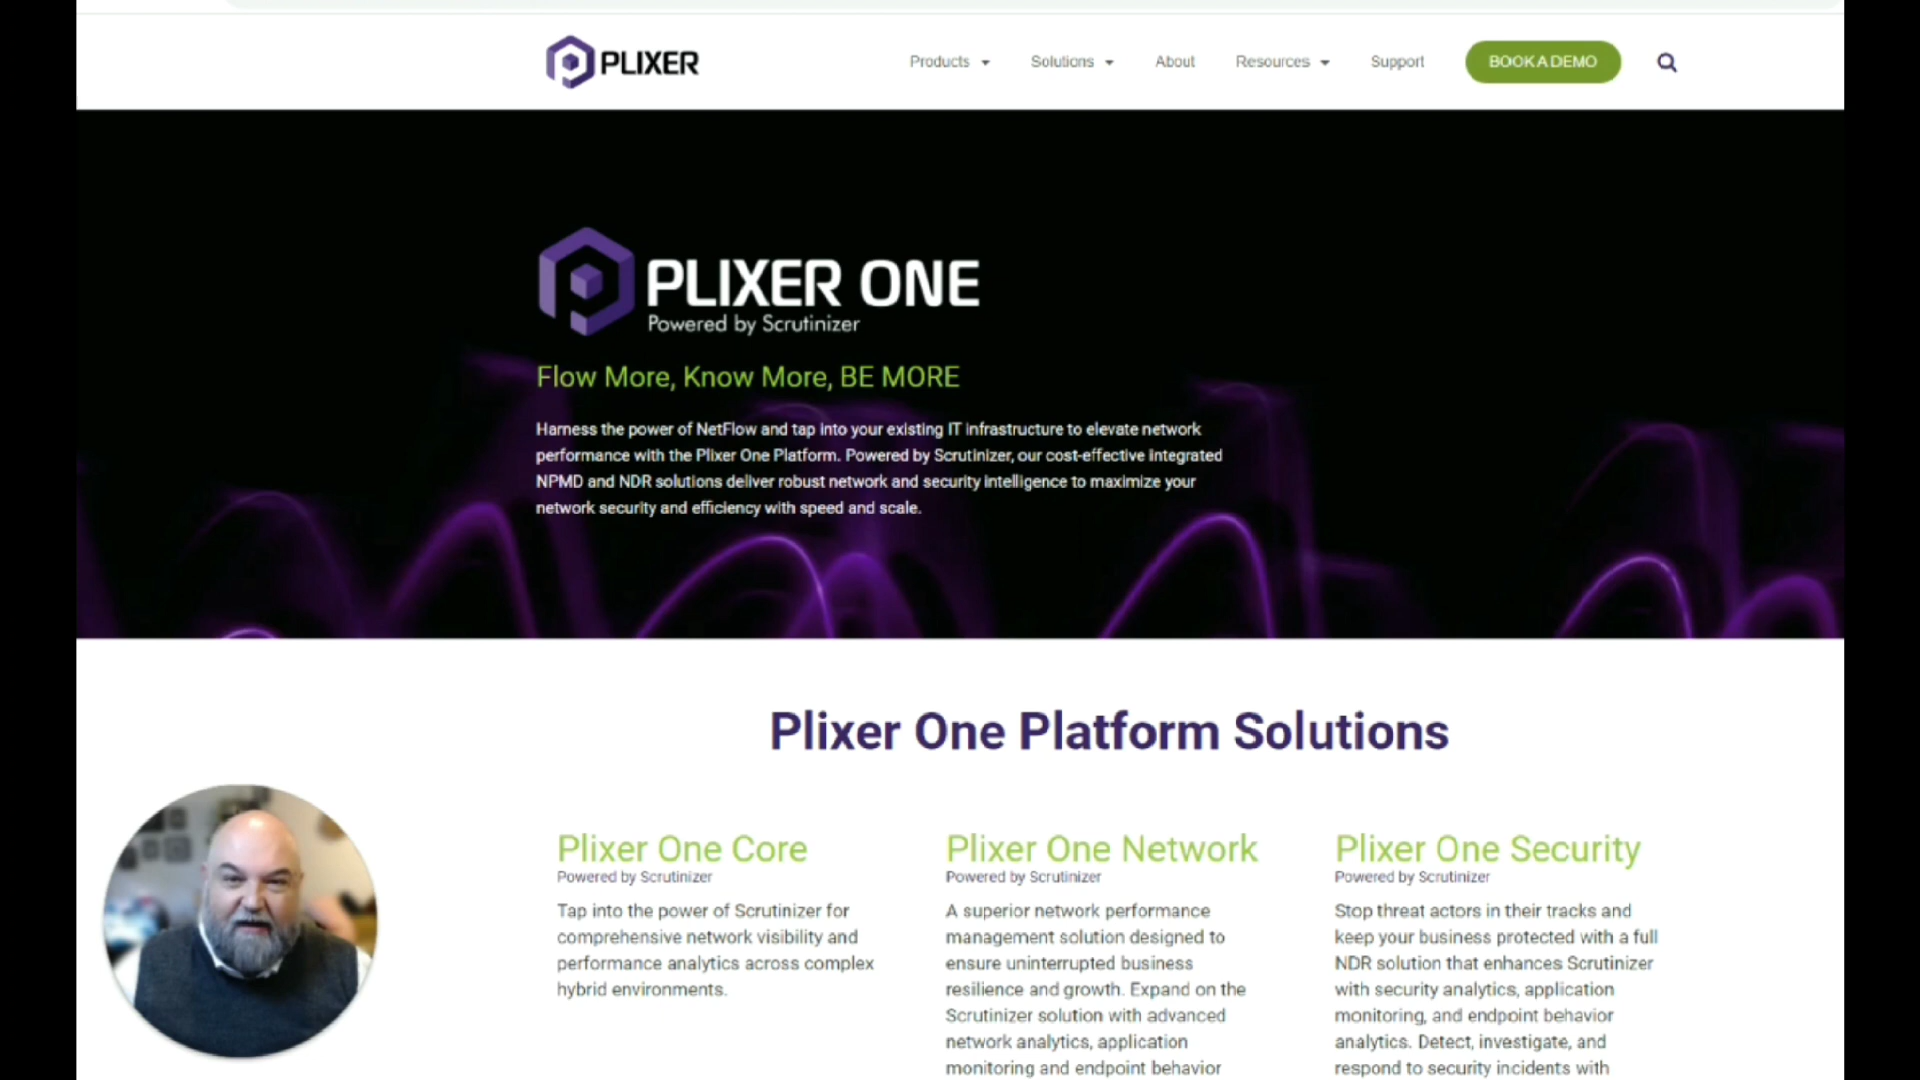 PLIXER
Products
Solutions
About
Resources
Support
BOOK A DEMO
PLIXER ONE
Powered by Scrutinizer
Flow More, Know More, BE MORE
Harness the power of NetFlow and tap into your existing IT infrastructure to elevate network
performance with the Plixer One Platform. Powered by Scrutinizer, our cost-effective integrated
NPMD and NDR solutions deliver robust network and security intelligence to maximize your
network security and efficiency with speed and scale.
Plixer One Platform Solutions
Plixer One Core
Powered by Scrutinizer
Tap into the power of Scrutinizer for
comprehensive network visibility and
performance analytics across complex
hybrid environments.
Plixer One Network
Powered by Scrutinizer
A superior network performance
management solution designed to
ensure uninterrupted business
resilience and growth. Expand on the
Scrutinizer solution with advanced
network analytics, application
monitoring and endpoint behavior
Plixer One Security
Powered by Scrutinizer
Stop threat actors in their tracks and
keep your business protected with a full
NDR solution that enhances Scrutinizer
with security analytics, application
monitoring, and endpoint behavior
analytics. Detect, investigate, and
respond to security incidents with